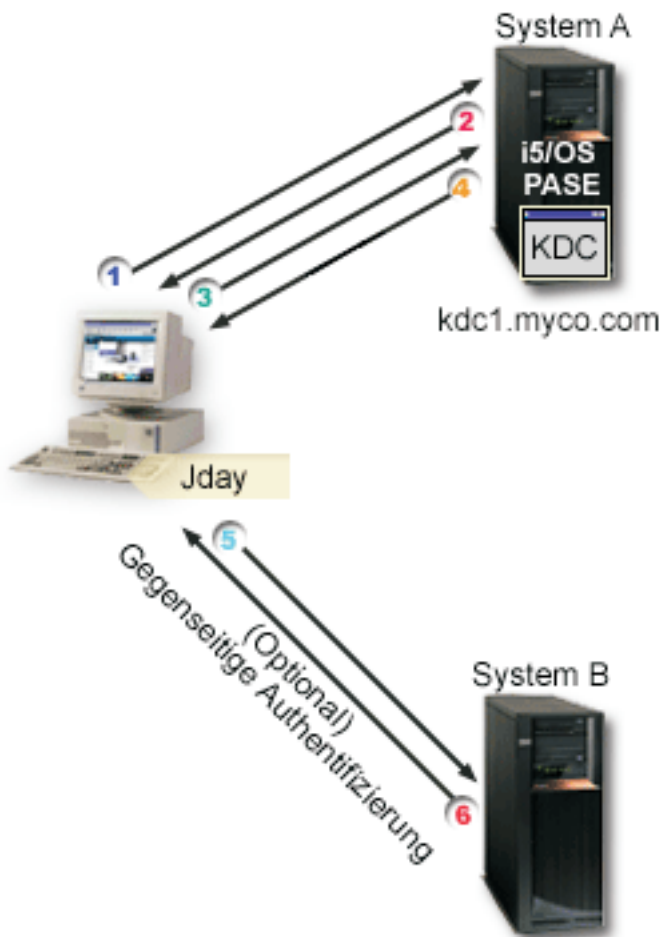 System A
2
i5/OS
PASE
4
KDC
1
3
kdc1.myco.com
Jday
5
(Optional)
Gegenseitige Authentifizierung
System B
6